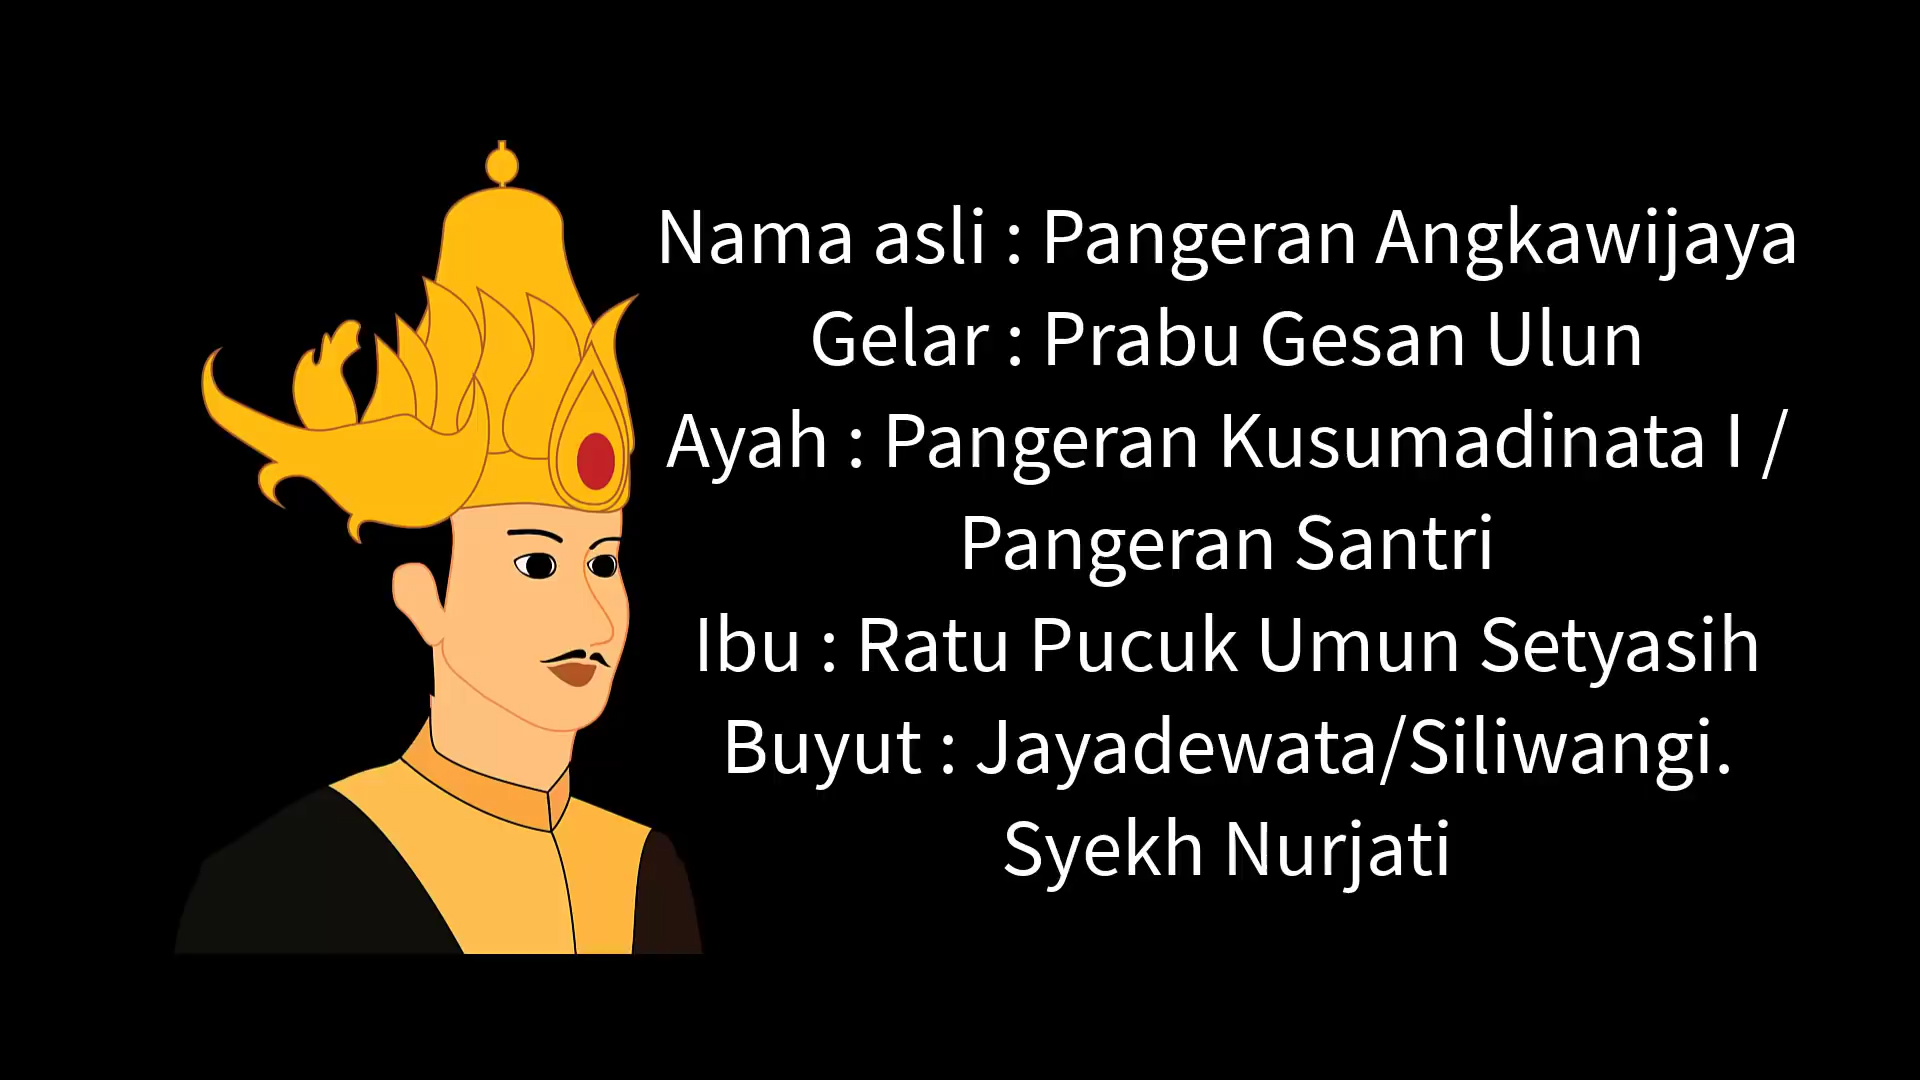 Nama asli : Pangeran Angkawijaya
Gelar : Prabu Gesan Ulun
Ayah : Pangeran Kusumadinata I /
Pangeran Santri
Ibu : Ratu Pucuk Umun Setyasih
Buyut : Jayadewata/Siliwangi.
Syekh Nurjati